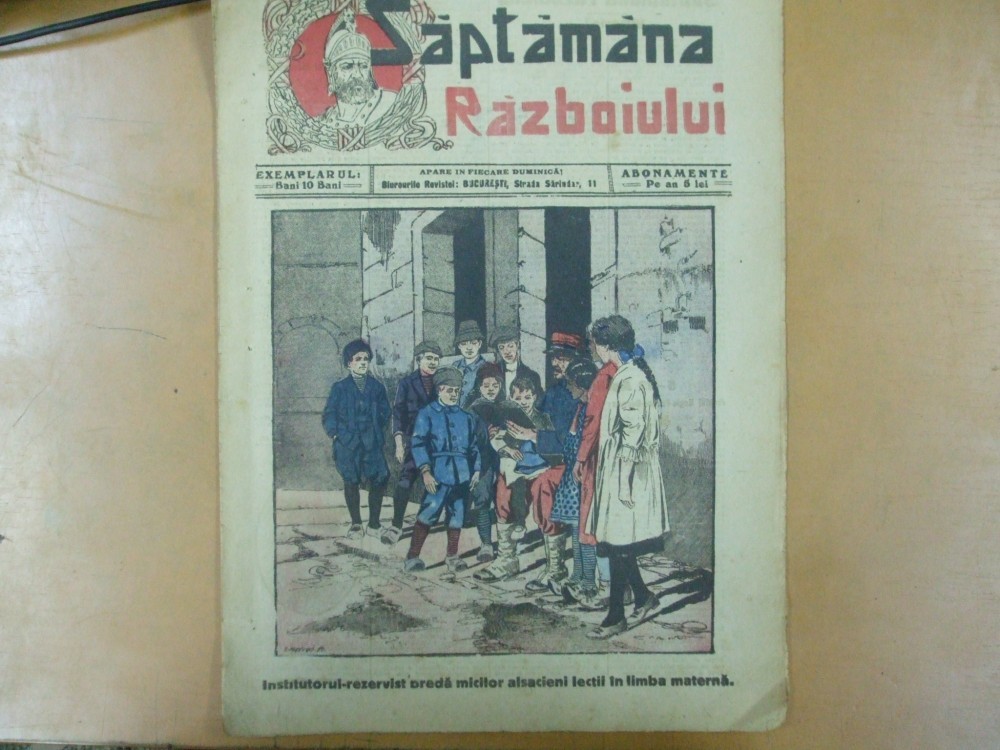 Săptămâna
Războiului
EXEMPLARUL:
Bani 10 Bani
APARE IN FIECARE DUMINICĂ!
Birourile Revistei: BUCUREŞTI, Strada Sărindar, 11
ABONAMENTE
Pe an 5 lei
Institutorul-rezervist predă micilor alsacieni lecţii în limba maternă.